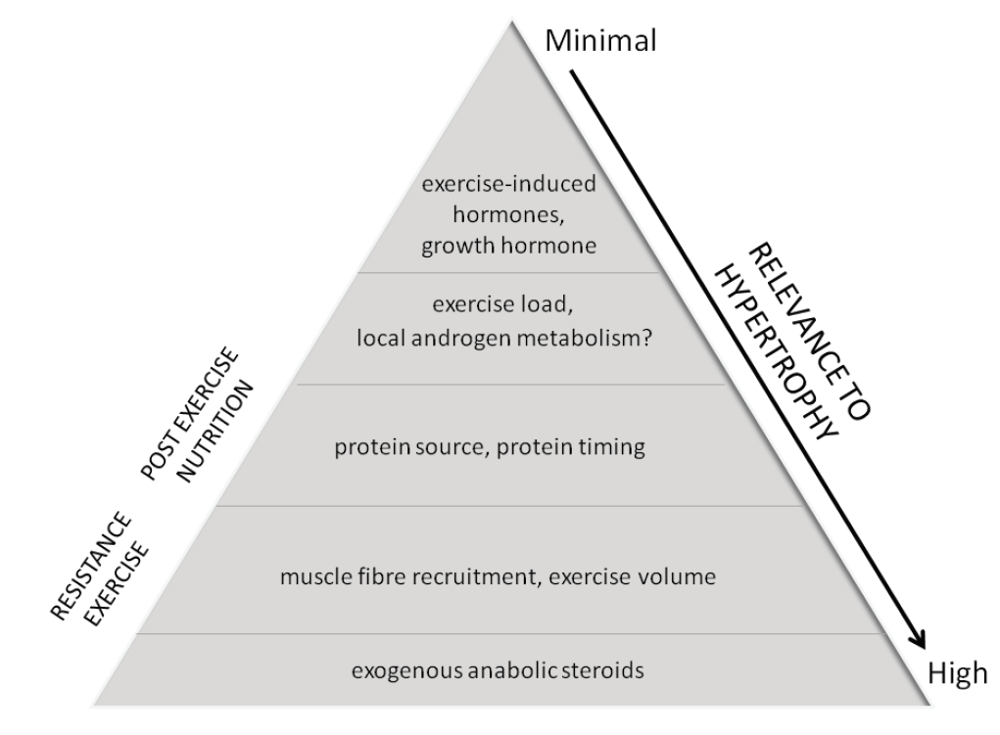 Minimal
exercise-induced
hormones,
growth hormone
exercise load,
local androgen metabolism?
protein source, protein timing
muscle fibre recruitment, exercise volume
exogenous anabolic steroids
High
RELEVANCE TO
HYPERTROPHY
POST EXERCISE
NUTRITION
RESISTANCE
EXERCISE